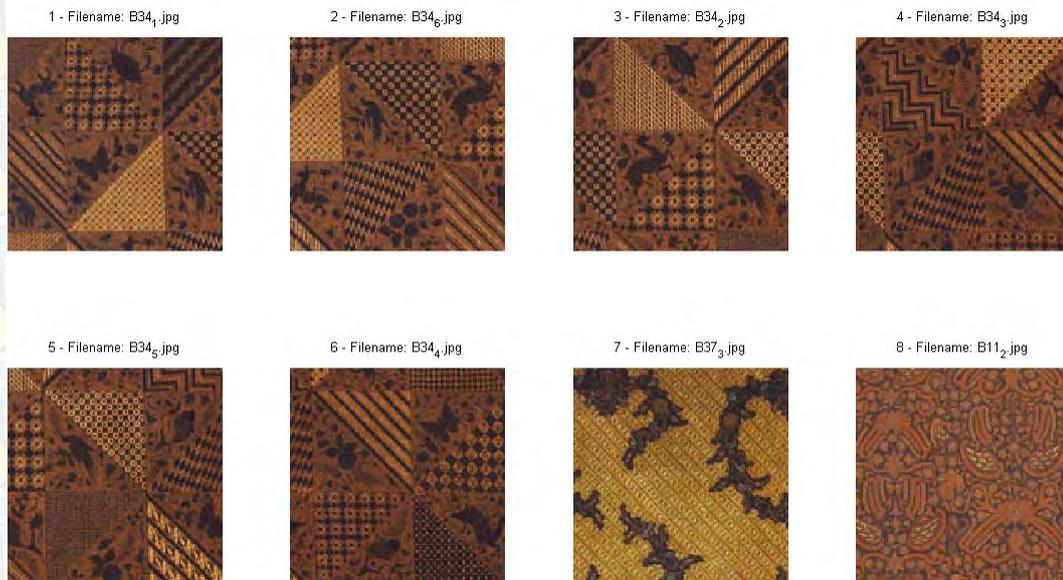 1 - Filename: B34₁.jpg
2 - Filename: B34₆.jpg
3 - Filename: B34₂.jpg
4 - Filename: B34₃.jpg
5 - Filename: B34₅.jpg
6 - Filename: B34₄.jpg
7 - Filename: B37₃.jpg
8 - Filename: B11₂.jpg